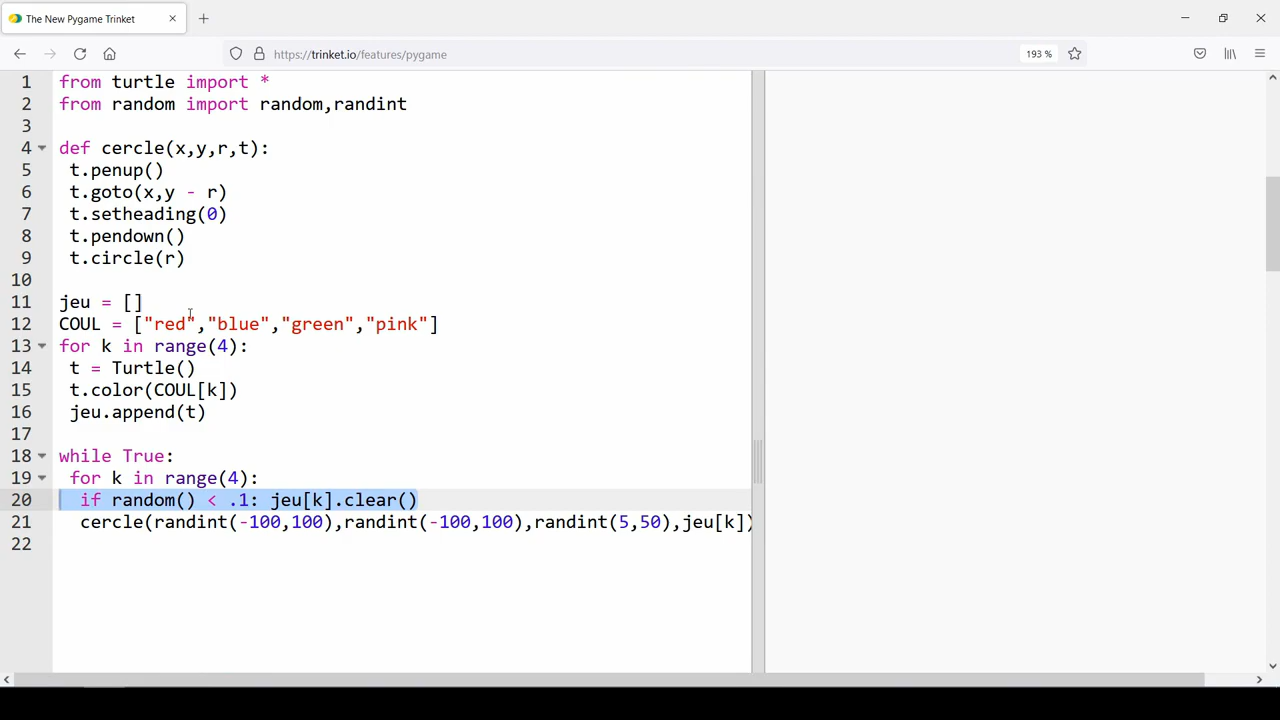 The New Pygame Trinket
https://trinket.io/features/pygame
193 %
1 from turtle import *
2 from random import random,randint
3
4 def cercle(x,y,r,t):
5 t.penup()
6 t.goto(x,y - r)
7 t.setheading(0)
8 t.pendown()
9 t.circle(r)
10
11 jeu = []
12 COUL = ["red","blue","green","pink"]
13 for k in range(4):
14 t = Turtle()
15 t.color(COUL[k])
16 jeu.append(t)
17
18 while True:
19 for k in range(4):
20 if random() < .1: jeu[k].clear()
21 cercle(randint(-100,100),randint(-100,100),randint(5,50),jeu[k])
22